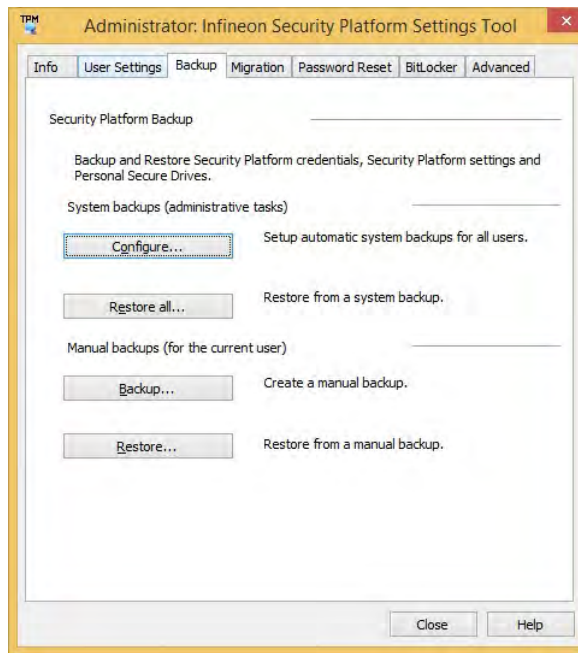 TPM
Administrator: Infineon Security Platform Settings Tool
Info
User Settings
Backup
Migration
Password Reset
BitLocker
Advanced
Security Platform Backup
Backup and Restore Security Platform credentials, Security Platform settings and
Personal Secure Drives.
System backups (administrative tasks)
Configure...
Setup automatic system backups for all users.
Restore all...
Restore from a system backup.
Manual backups (for the current user)
Backup...
Create a manual backup.
Restore...
Restore from a manual backup.
Close
Help